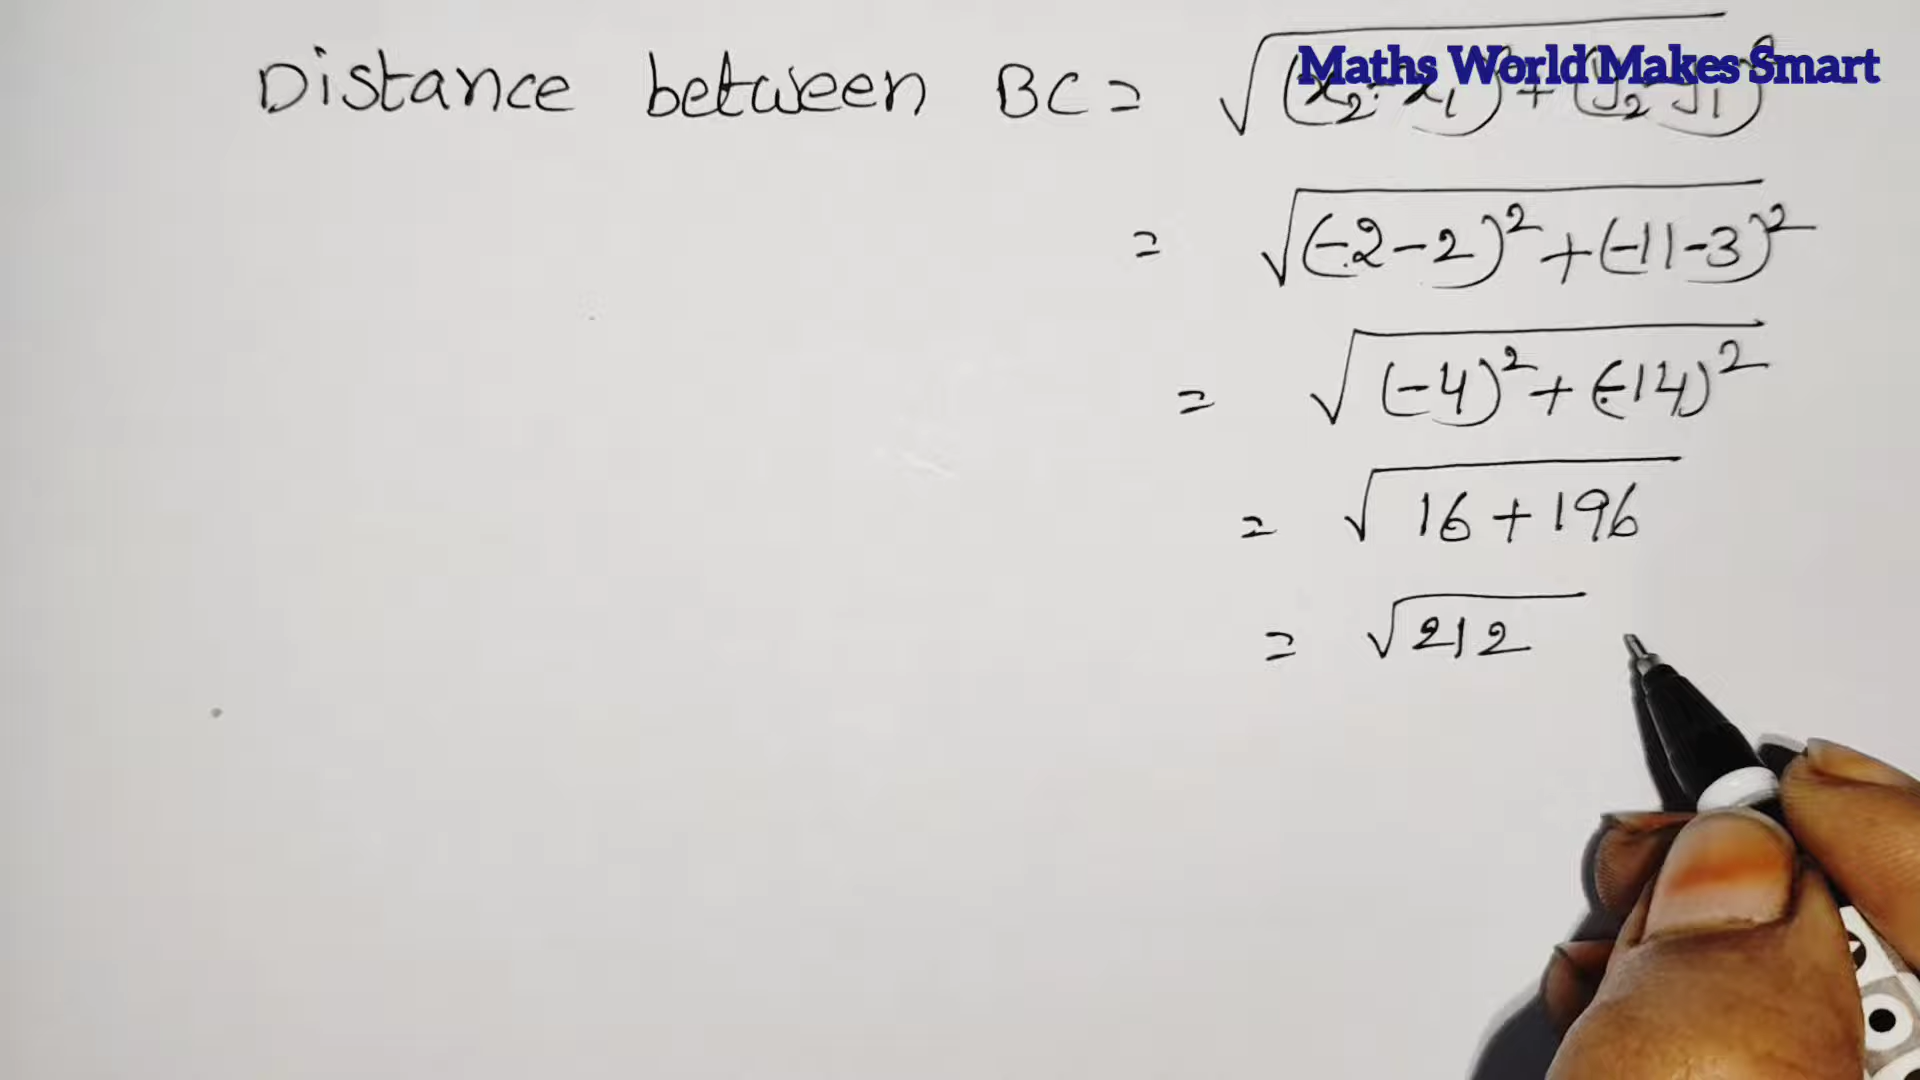 Maths World Makes Smart
Distance between BC = √(x₂ - x₁)² + (y₂ - y₁)²
= √(-2-2)² + (-11-3)²
= √(-4)² + (-14)²
= √16 + 196
= √212